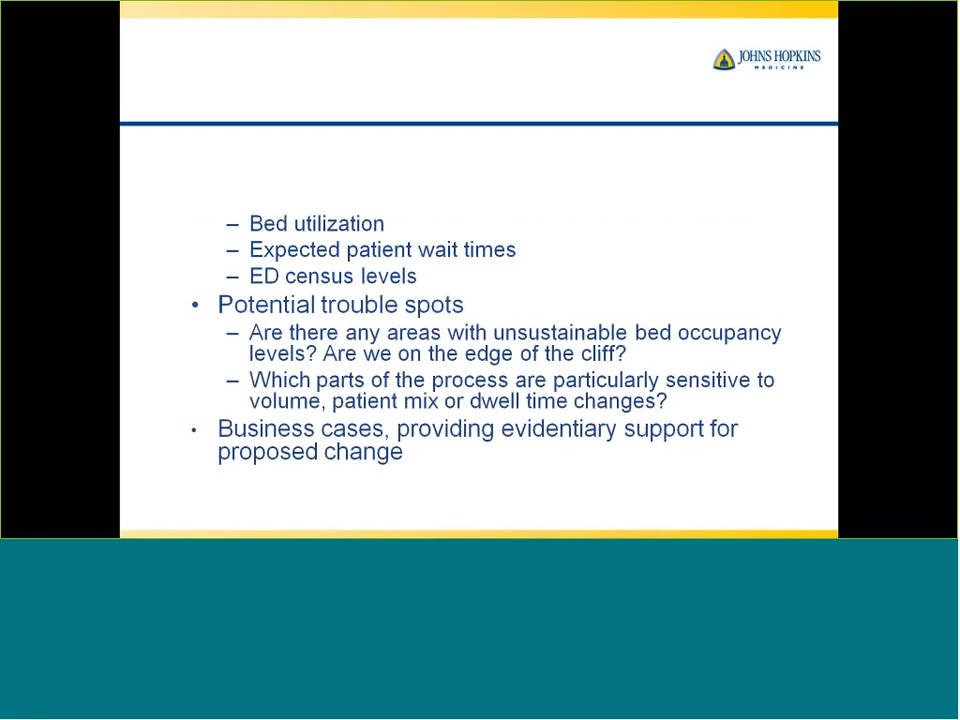 JOHNS HOPKINS
MEDICINE
– Bed utilization
– Expected patient wait times
– ED census levels
• Potential trouble spots
– Are there any areas with unsustainable bed occupancy
levels? Are we on the edge of the cliff?
– Which parts of the process are particularly sensitive to
volume, patient mix or dwell time changes?
• Business cases, providing evidentiary support for
proposed change